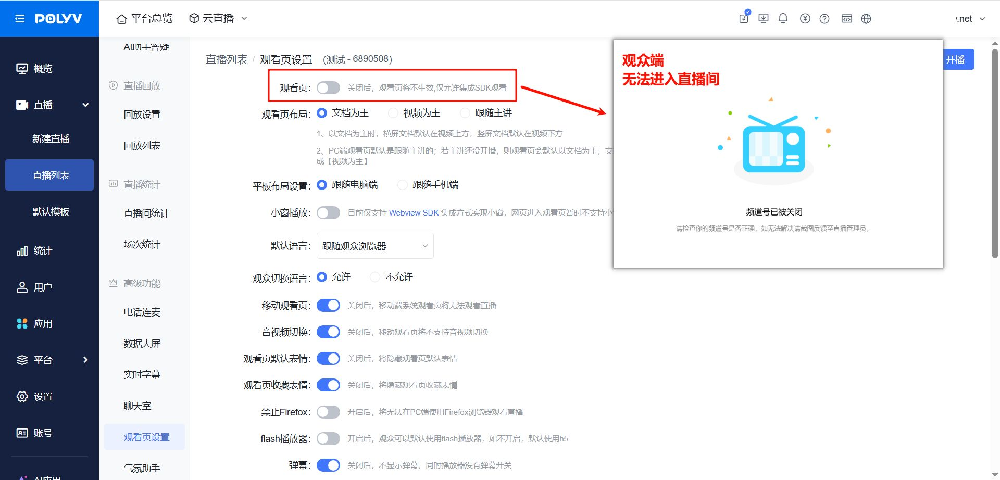 POLYV
平台总览
云直播
.net
概览
直播
新建直播
直播列表
默认模板
统计
用户
应用
平台
设置
账号
AI应用
AI助手答疑
直播回放
回放设置
回放列表
直播统计
直播间统计
场次统计
高级功能
电话连麦
数据大屏
实时字幕
聊天室
观看页设置
气氛助手
直播列表 / 观看页设置 (测试 - 6890508)
开播
观看页: 关闭后，观看页将不生效,仅允许集成SDK观看
观看页布局: 文档为主 视频为主 跟随主讲
1、以文档为主时，横屏文档默认在视频上方，竖屏文档默认在视频下方
2、PC端观看页默认是跟随主讲的；若主讲还没开播，则观看页会默认以文档为主，支
成【视频为主】
平板布局设置: 跟随电脑端 跟随手机端
小窗播放: 目前仅支持 Webview SDK 集成方式实现小窗，网页进入观看页暂时不支持小
默认语言: 跟随观众浏览器
观众切换语言: 允许 不允许
移动观看页: 关闭后，移动端系统观看页将无法观看直播
音视频切换: 关闭后，移动观看页将不支持音视频切换
观看页默认表情: 关闭后，将隐藏观看页默认表情
观看页收藏表情: 关闭后，将隐藏观看页收藏表情
禁止Firefox: 开启后，将无法在PC端使用Firefox浏览器观看直播
flash播放器: 开启后，观众可以默认使用flash播放器，如不开启，默认使用h5
弹幕: 关闭后，不显示弹幕，同时播放器没有弹幕开关
观众端
无法进入直播间
频道号已被关闭
请检查你的频道号是否正确，如无法解决请截图反馈至直播管理员。